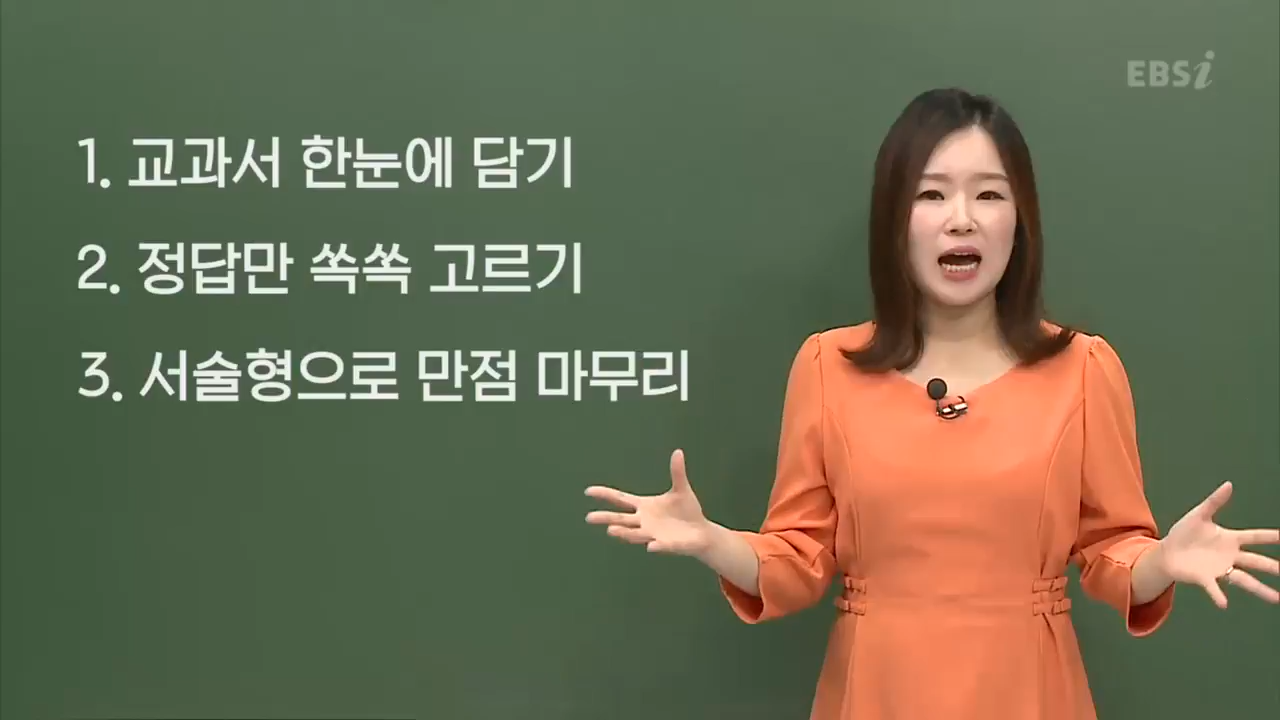 EBSi
1. 교과서 한눈에 담기
2. 정답만 쏙쏙 고르기
3. 서술형으로 만점 마무리